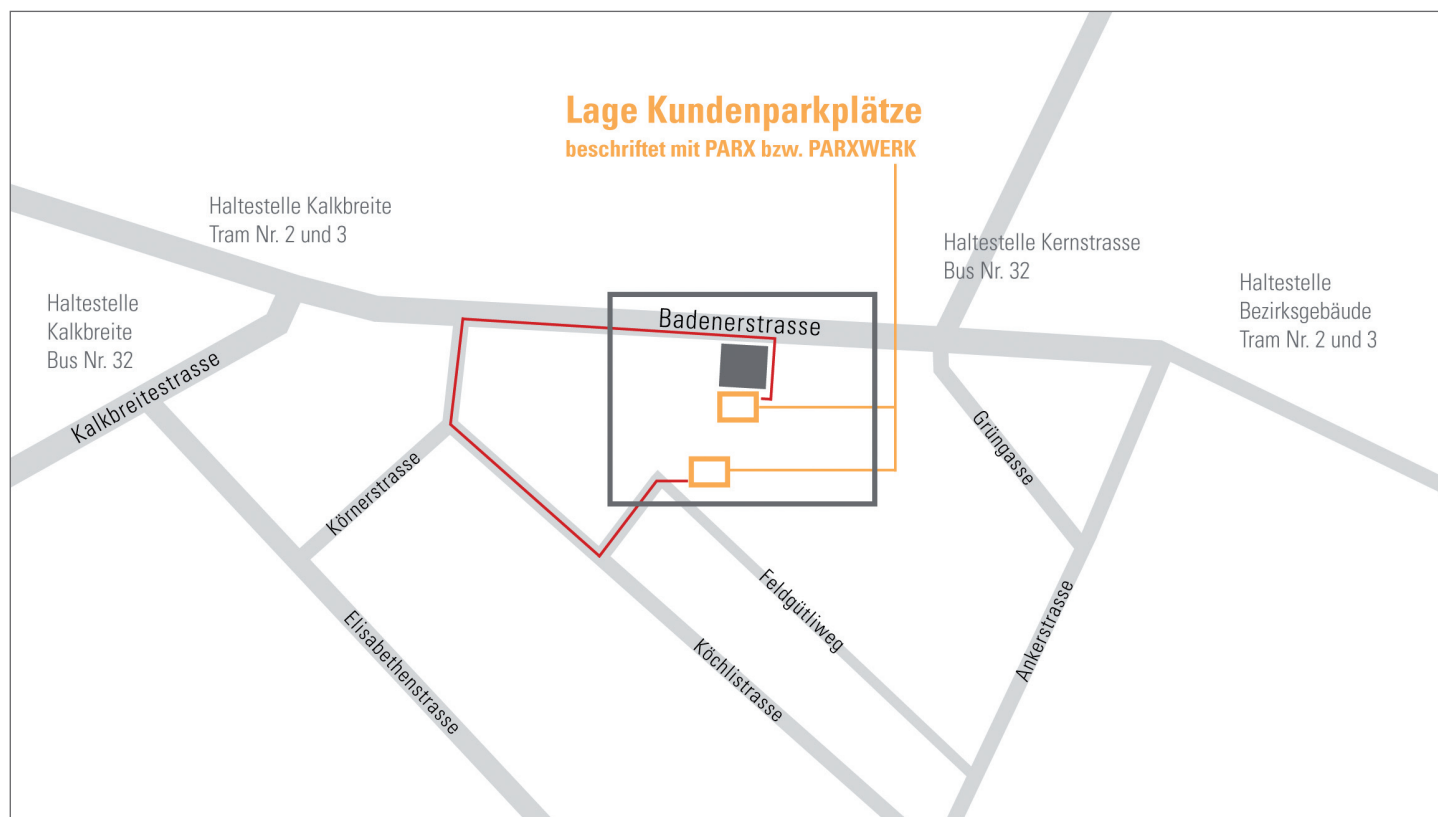 Lage Kundenparkplätze
beschriftet mit PARX bzw. PARXWERK
Haltestelle Kalkbreite
Tram Nr. 2 und 3
Haltestelle Kernstrasse
Bus Nr. 32
Haltestelle
Bezirksgebäude
Tram Nr. 2 und 3
Haltestelle
Kalkbreite
Bus Nr. 32
Badenerstrasse
Kalkbreitestrasse
Grüngasse
Körnerstrasse
Feldgütliweg
Ankerstrasse
Elisabethenstrasse
Köchlistrasse